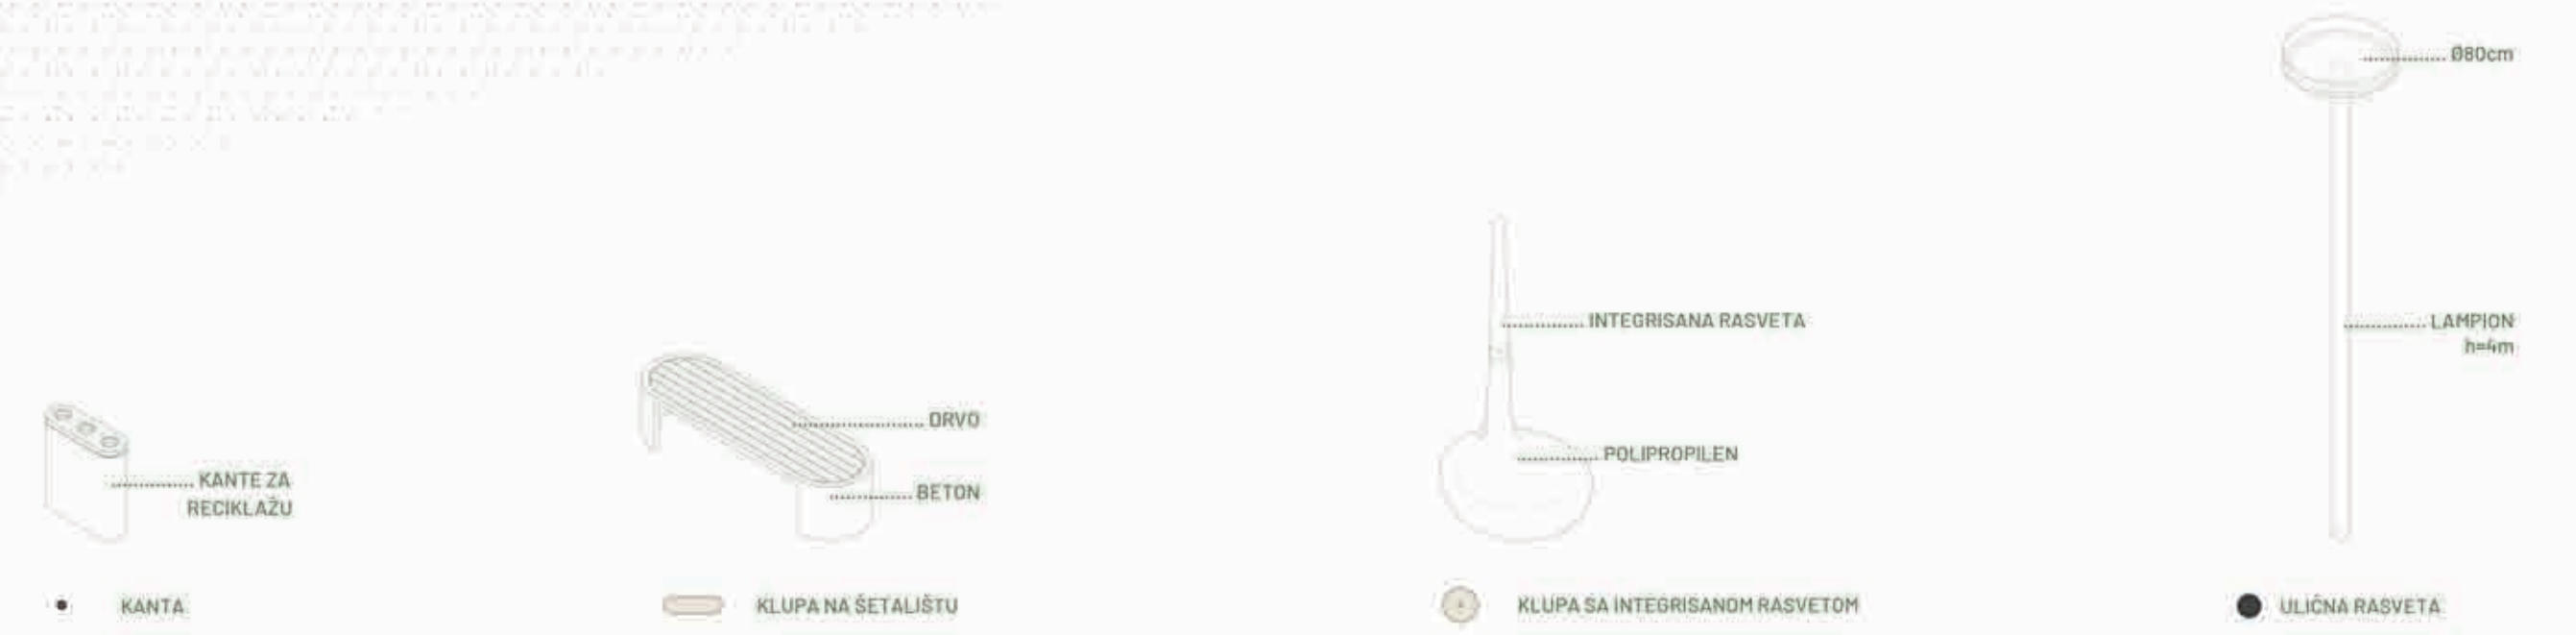 Ø80cm
INTEGRISANA RASVETA
LAMPION
h=4m
DRVO
POLIPROPILEN
KANTE ZA
RECIKLAŽU
BETON
KANTA
KLUPA NA ŠETALIŠTU
KLUPA SA INTEGRISANOM RASVETOM
ULIČNA RASVETA